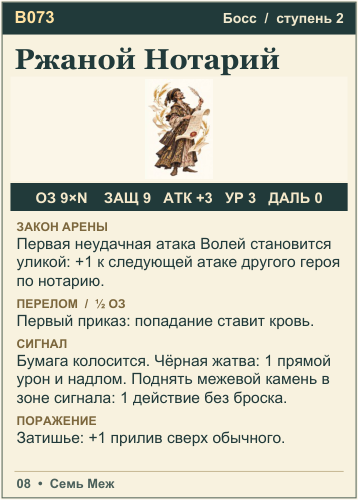 B073
Босс / ступень 2
Ржаной Нотарий
ОЗ 9×N ЗАЩ 9 АТК +3 УР 3 ДАЛЬ 0
ЗАКОН АРЕНЫ
Первая неудачная атака Волей становится
уликой: +1 к следующей атаке другого героя
по нотарию.
ПЕРЕЛОМ / ½ ОЗ
Первый приказ: попадание ставит кровь.
СИГНАЛ
Бумага колосится. Чёрная жатва: 1 прямой
урон и надлом. Поднять межевой камень в
зоне сигнала: 1 действие без броска.
ПОРАЖЕНИЕ
Затишье: +1 прилив сверх обычного.
08 • Семь Меж